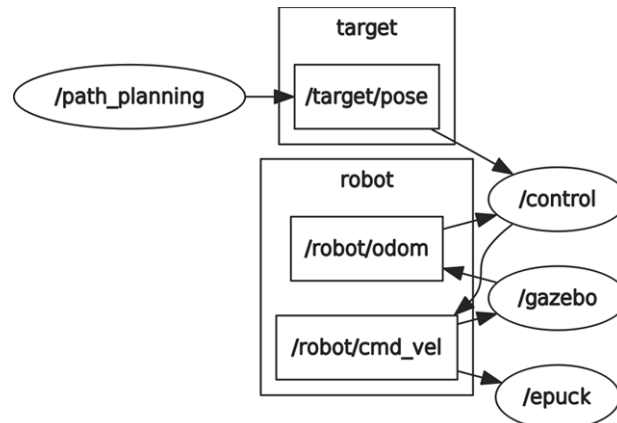 target
/path_planning
/target/pose
robot
/control
/robot/odom
/gazebo
/robot/cmd_vel
/epuck